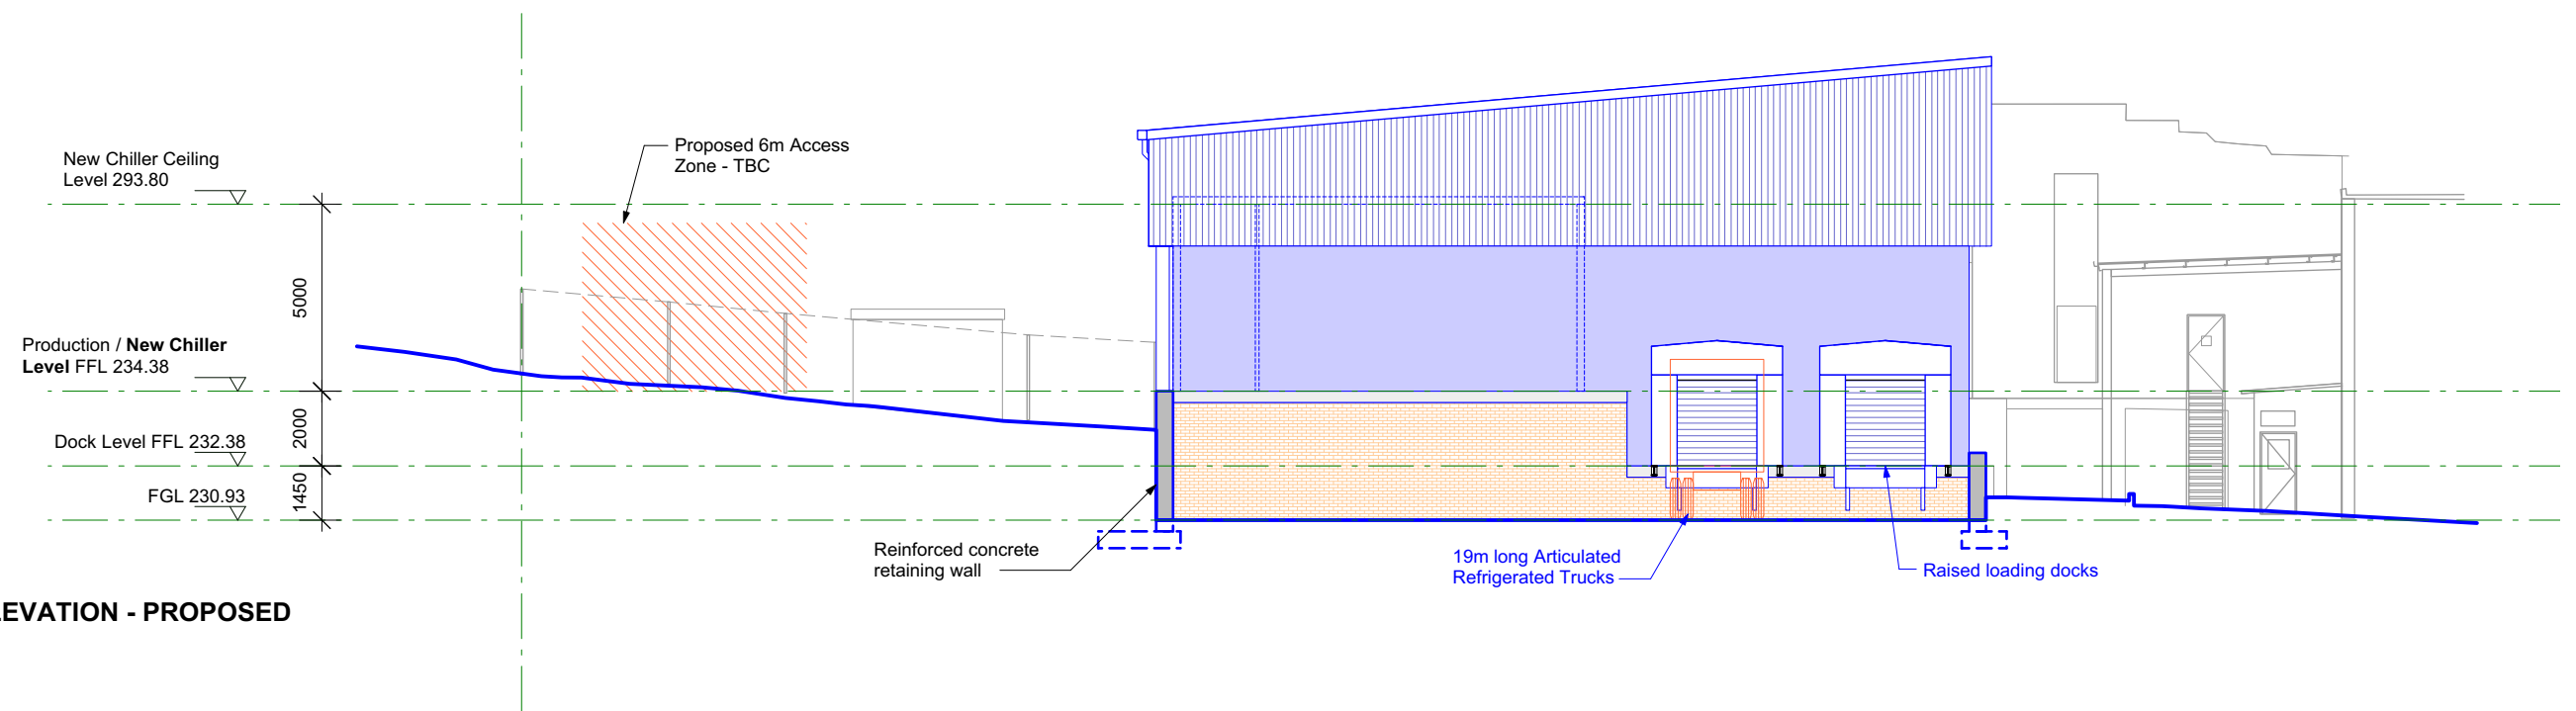 New Chiller Ceiling
Level 293.80
Proposed 6m Access
Zone - TBC
5000
Production / New Chiller
Level FFL 234.38
2000
Dock Level FFL 232.38
1450
FGL 230.93
Reinforced concrete
retaining wall
19m long Articulated
Refrigerated Trucks
Raised loading docks
LEVATION - PROPOSED